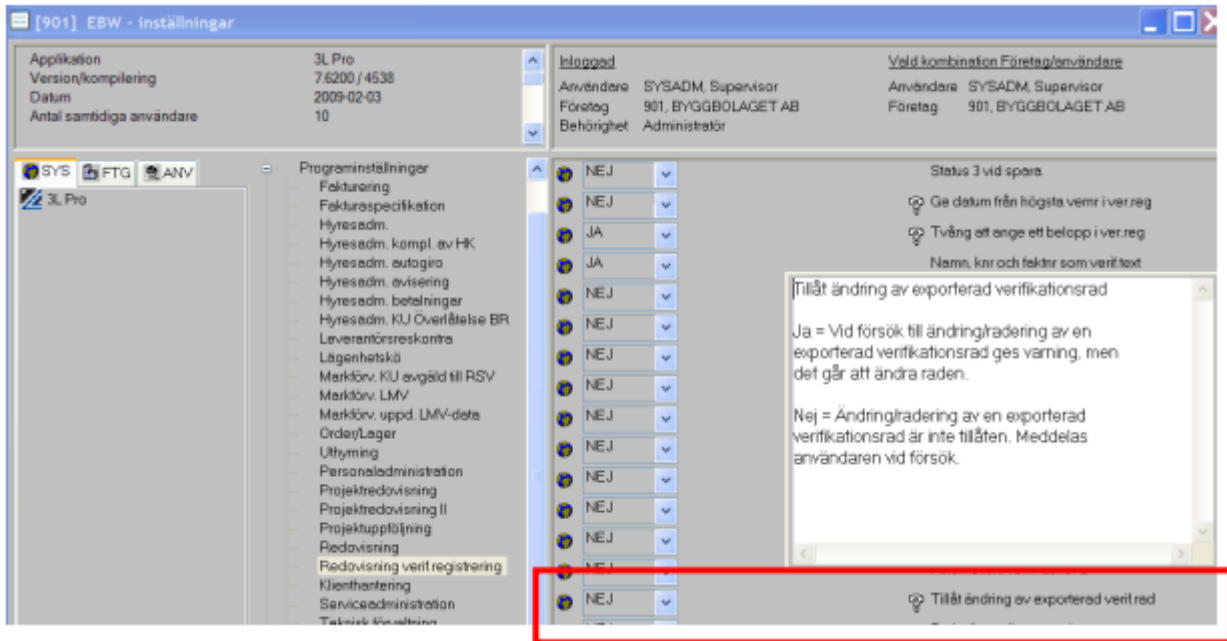 [901] EBW - inställningar
Applikation 3L Pro
Version/kompilering 7.6200 / 4538
Datum 2009-02-03
Antal samtidiga användare 10
Inloggad
Användare SYSADM, Supervisor
Företag 901, BYGGBOLAGET AB
Behörighet Administratör
Vald kombination Företag/användare
Användare SYSADM, Supervisor
Företag 901, BYGGBOLAGET AB
SYS FTG ANV
3L Pro
Programinställningar
Fakturering
Fakturaspecifikation
Hyresadm.
Hyresadm. kompl. av HK
Hyresadm. autogiro
Hyresadm. avisering
Hyresadm. betalningar
Hyresadm. KU Överlåtelse BR
Leverantörsreskontra
Lägenhetskö
Markförv. KU avgäld till RSV
Markförv. LMV
Markförv. uppd. LMV-data
Order/Lager
Uthyrning
Personaladministration
Projektredovisning
Projektredovisning II
Projektuppföljning
Redovisning
Redovisning verif.registrering
Klienthantering
Serviceadministration
Teknisk förvaltning
NEJ Status 3 vid spara
NEJ Ge datum från högsta vernr i ver.reg
JA Tvång att ange ett belopp i ver.reg
JA Namn, knr och faktnr som verif.text
NEJ
NEJ
NEJ
NEJ
NEJ
NEJ
NEJ
NEJ
NEJ
NEJ
NEJ Tillåt ändring av exporterad verif.rad
Tillåt ändring av exporterad verifikationsrad
Ja = Vid försök till ändring/radering av en
exporterad verifikationsrad ges varning, men
det går att ändra raden.
Nej = Ändring/radering av en exporterad
verifikationsrad är inte tillåten. Meddelas
användaren vid försök.